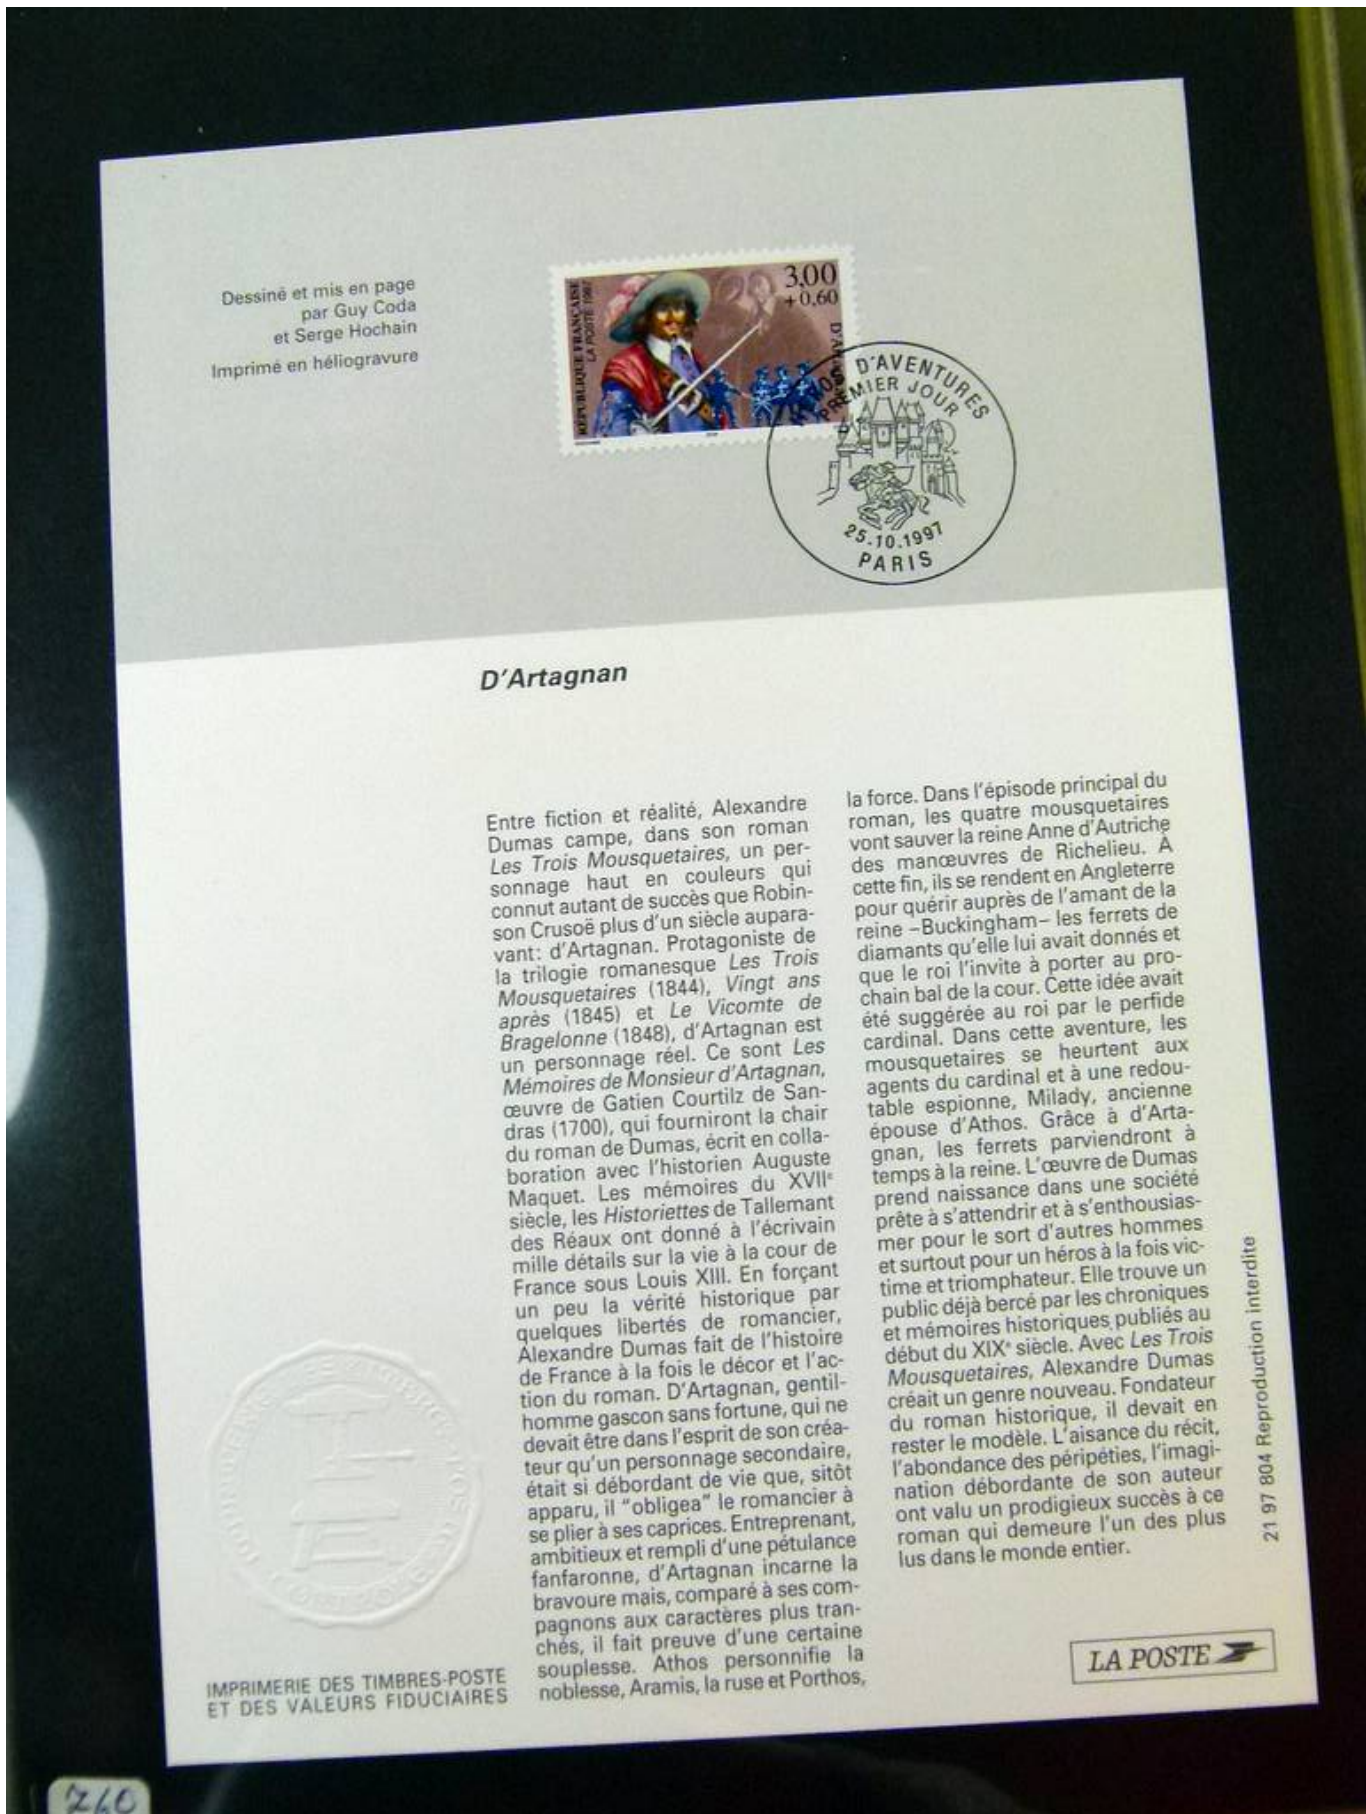 Dessiné et mis en page
par Guy Coda
et Serge Hochain
Imprimé en héliogravure
RÉPUBLIQUE FRANÇAISE
LA POSTE 1997
3,00
+0,60
D'AVENTURES
PREMIER JOUR
25.10.1997
PARIS
D'Artagnan
Entre fiction et réalité, Alexandre
Dumas campe, dans son roman
Les Trois Mousquetaires, un per-
sonnage haut en couleurs qui
connut autant de succès que Robin-
son Crusoë plus d'un siècle aupara-
vant: d'Artagnan. Protagoniste de
la trilogie romanesque Les Trois
Mousquetaires (1844), Vingt ans
après (1845) et Le Vicomte de
Bragelonne (1848), d'Artagnan est
un personnage réel. Ce sont Les
Mémoires de Monsieur d'Artagnan,
œuvre de Gatien Courtilz de San-
dras (1700), qui fourniront la chair
du roman de Dumas, écrit en colla-
boration avec l'historien Auguste
Maquet. Les mémoires du XVIIe
siècle, les Historiettes de Tallemant
des Réaux ont donné à l'écrivain
mille détails sur la vie à la cour de
France sous Louis XIII. En forçant
un peu la vérité historique par
quelques libertés de romancier,
Alexandre Dumas fait de l'histoire
de France à la fois le décor et l'ac-
tion du roman. D'Artagnan, gentil-
homme gascon sans fortune, qui ne
devait être dans l'esprit de son créa-
teur qu'un personnage secondaire,
était si débordant de vie que, sitôt
apparu, il "obligea" le romancier à
se plier à ses caprices. Entreprenant,
ambitieux et rempli d'une pétulance
fanfaronne, d'Artagnan incarne la
bravoure mais, comparé à ses com-
pagnons aux caractères plus tran-
chés, il fait preuve d'une certaine
souplesse. Athos personnifie la
noblesse, Aramis, la ruse et Porthos,
la force. Dans l'épisode principal du
roman, les quatre mousquetaires
vont sauver la reine Anne d'Autriche
des manœuvres de Richelieu. À
cette fin, ils se rendent en Angleterre
pour quérir auprès de l'amant de la
reine –Buckingham– les ferrets de
diamants qu'elle lui avait donnés et
que le roi l'invite à porter au pro-
chain bal de la cour. Cette idée avait
été suggérée au roi par le perfide
cardinal. Dans cette aventure, les
mousquetaires se heurtent aux
agents du cardinal et à une redou-
table espionne, Milady, ancienne
épouse d'Athos. Grâce à d'Arta-
gnan, les ferrets parviendront à
temps à la reine. L'œuvre de Dumas
prend naissance dans une société
prête à s'attendrir et à s'enthousias-
mer pour le sort d'autres hommes
et surtout pour un héros à la fois vic-
time et triomphateur. Elle trouve un
public déjà bercé par les chroniques
et mémoires historiques publiés au
début du XIXe siècle. Avec Les Trois
Mousquetaires, Alexandre Dumas
créait un genre nouveau. Fondateur
du roman historique, il devait en
rester le modèle. L'aisance du récit,
l'abondance des péripéties, l'imagi-
nation débordante de son auteur
ont valu un prodigieux succès à ce
roman qui demeure l'un des plus
lus dans le monde entier.
21 97 804 Reproduction interdite
IMPRIMERIE DES TIMBRES-POSTE
ET DES VALEURS FIDUCIAIRES
LA POSTE